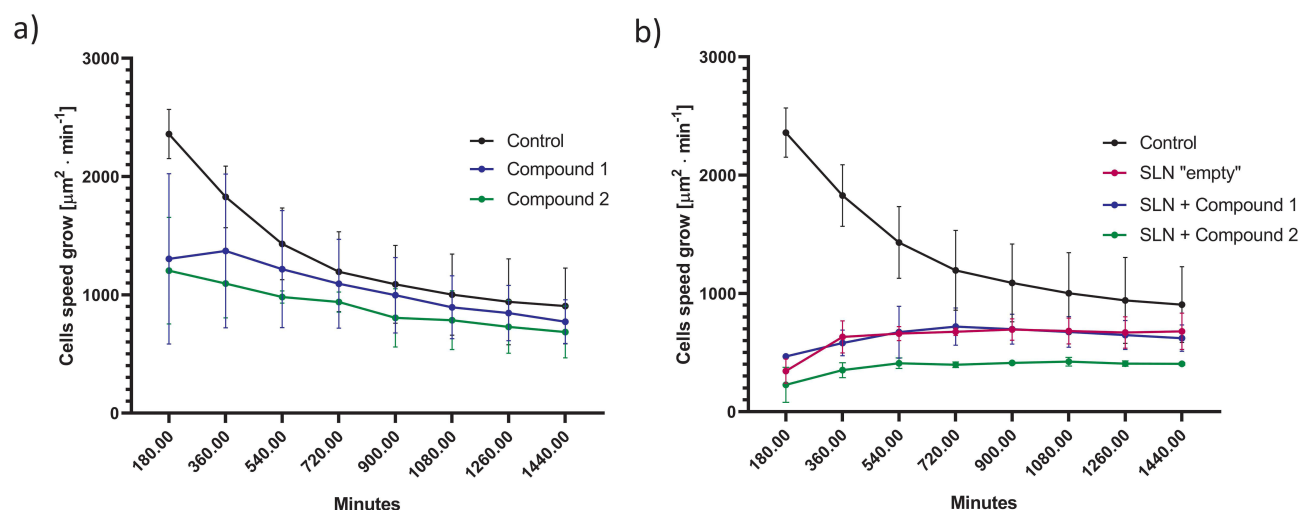 a)
Cells speed grow [μm² · min⁻¹]
3000
2000
1000
0
Control
Compound 1
Compound 2
180.00
360.00
540.00
720.00
900.00
1080.00
1260.00
1440.00
Minutes
b)
Cells speed grow [μm² · min⁻¹]
3000
2000
1000
0
Control
SLN "empty"
SLN + Compound 1
SLN + Compound 2
180.00
360.00
540.00
720.00
900.00
1080.00
1260.00
1440.00
Minutes